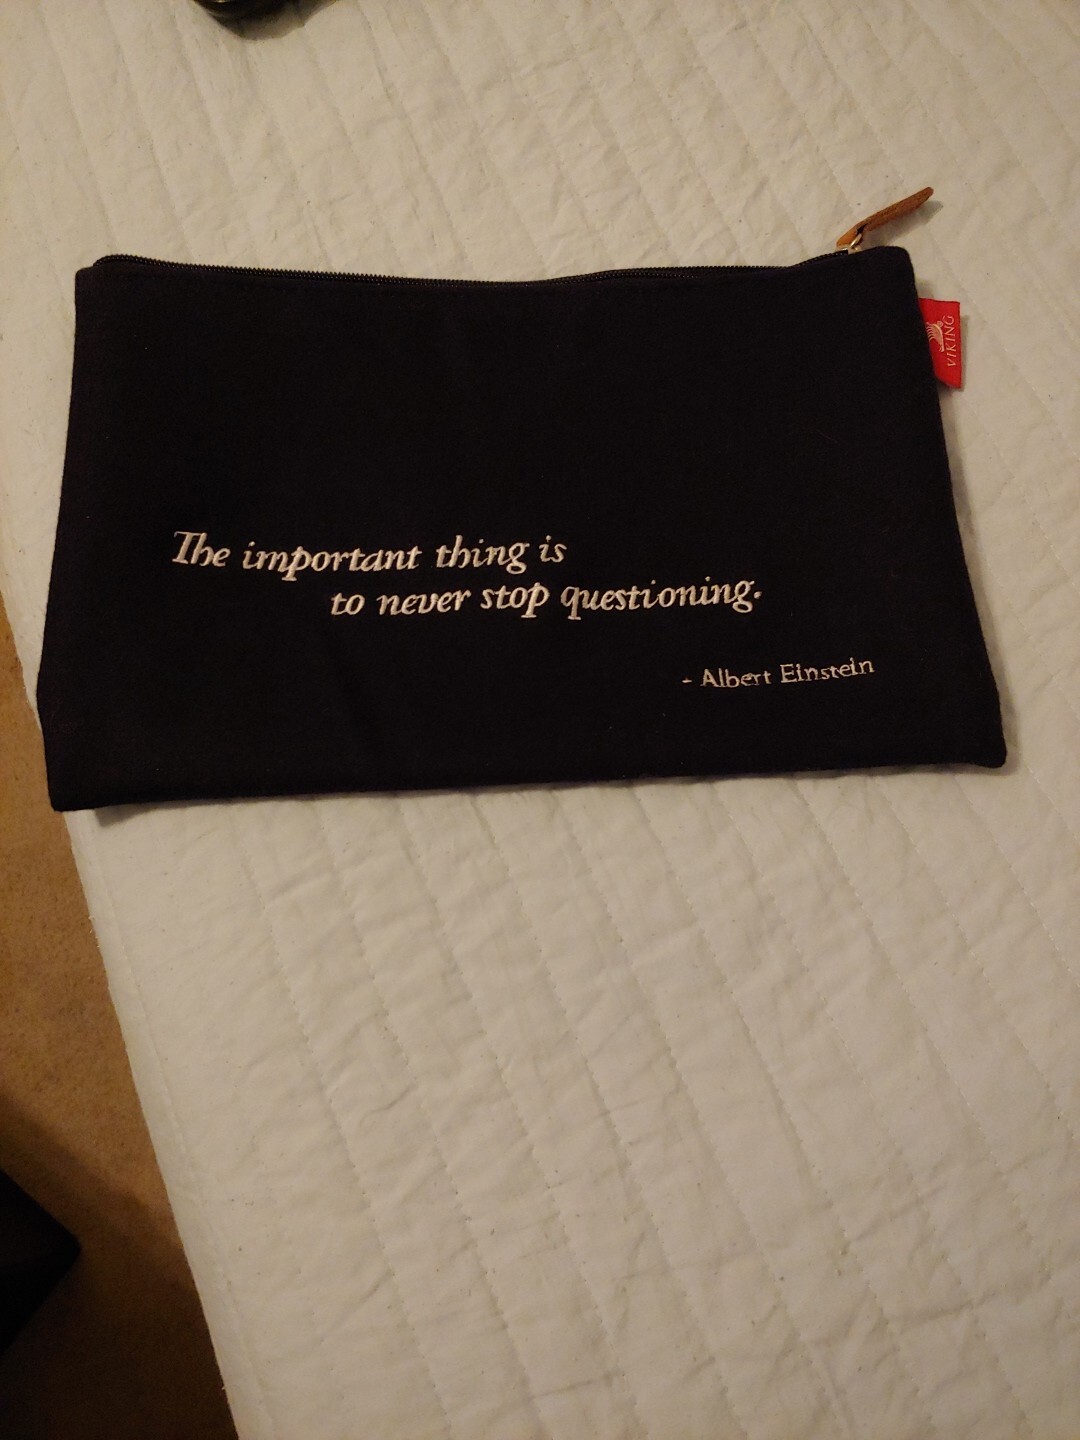 VIKING
The important thing is
to never stop questioning.
- Albert Einstein